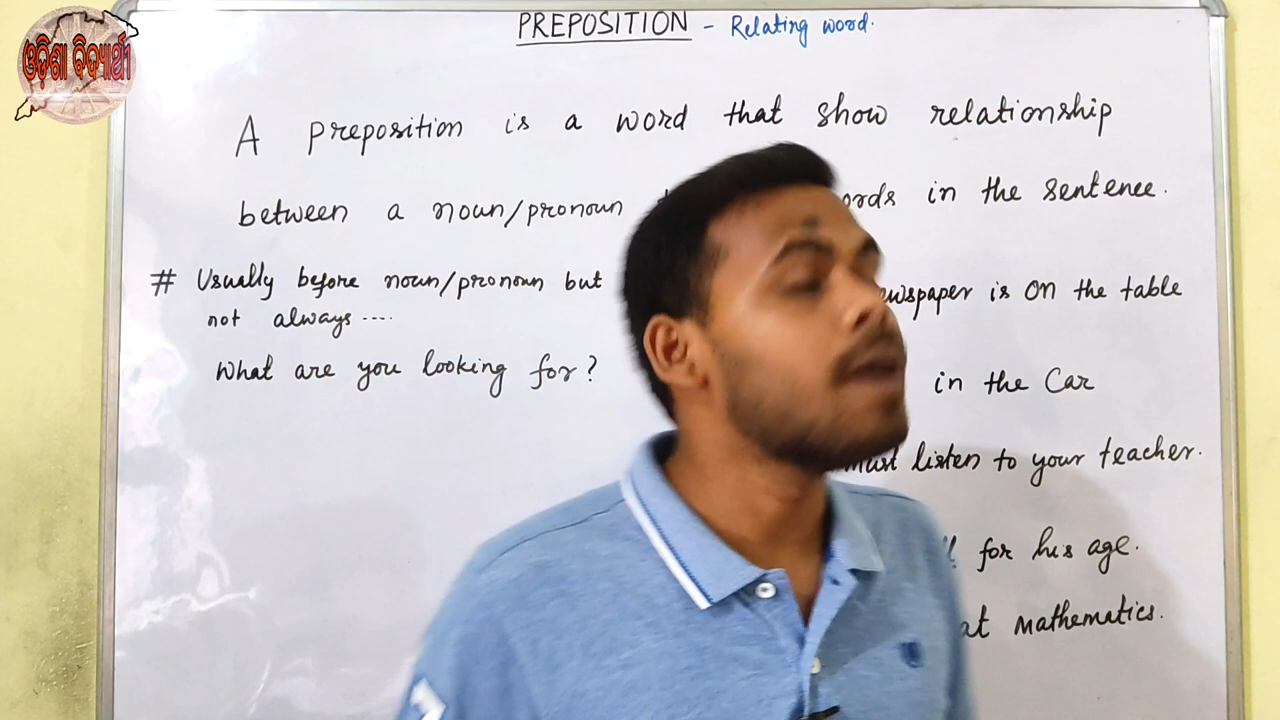 ଓଡ଼ିଶା ବିଦ୍ୟାର୍ଥୀ
PREPOSITION - Relating word.
A preposition is a word that show relationship
between a noun/pronoun in the sentence.
# Usually before noun/pronoun but
not always ....
is on the table
What are you looking for?
in the Car
must listen to your teacher.
for his age.
at mathematics.